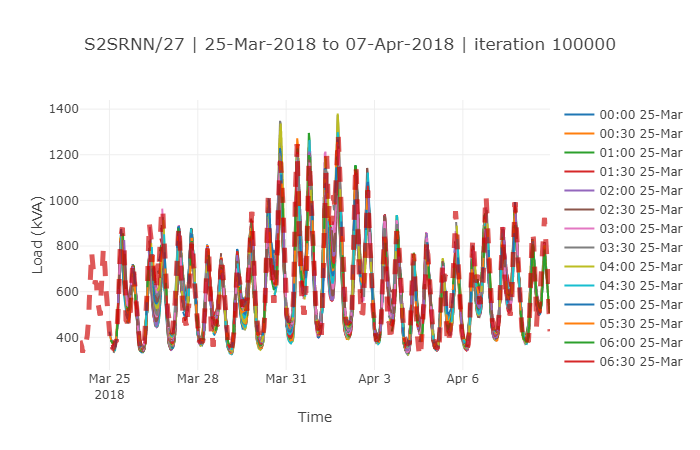 S2SRNN/27 | 25-Mar-2018 to 07-Apr-2018 | iteration 100000
1400
1200
1000
800
600
400
Load (kVA)
Mar 25
2018
Mar 28
Mar 31
Apr 3
Apr 6
Time
00:00 25-Mar
00:30 25-Mar
01:00 25-Mar
01:30 25-Mar
02:00 25-Mar
02:30 25-Mar
03:00 25-Mar
03:30 25-Mar
04:00 25-Mar
04:30 25-Mar
05:00 25-Mar
05:30 25-Mar
06:00 25-Mar
06:30 25-Mar